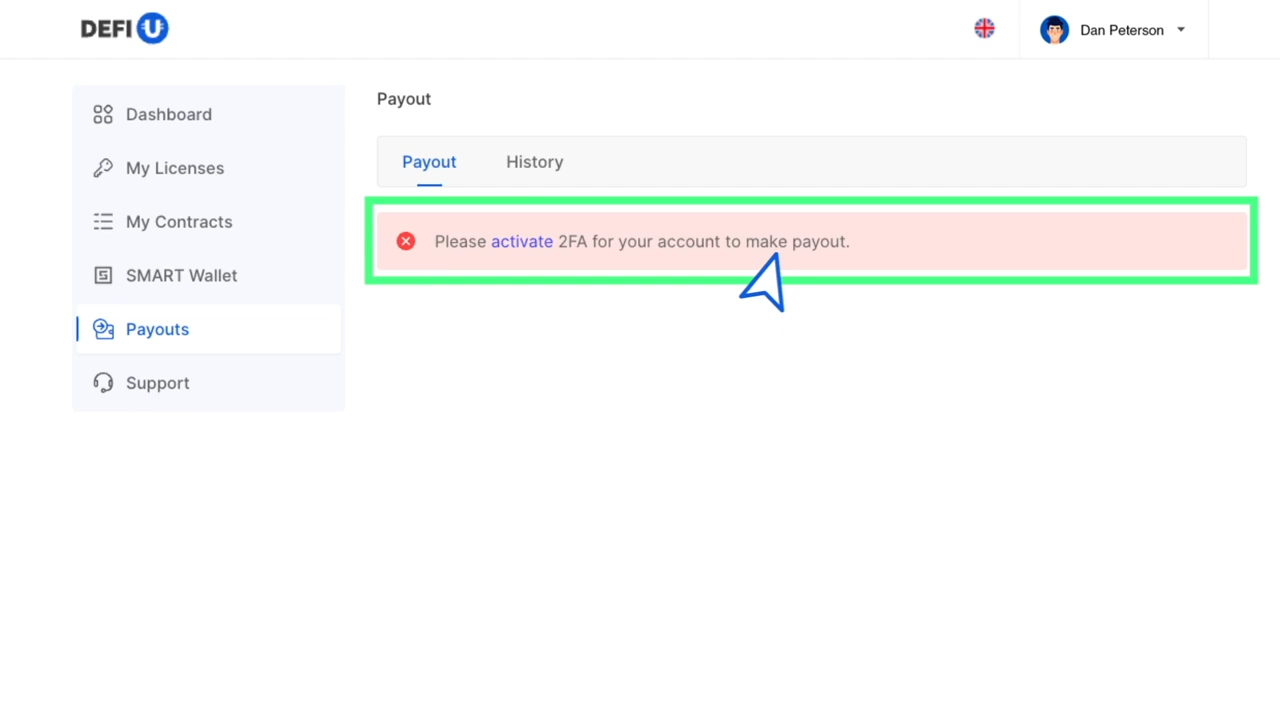 DEFI U
Dan Peterson
Dashboard
My Licenses
My Contracts
SMART Wallet
Payouts
Support
Payout
Payout History
Please activate 2FA for your account to make payout.